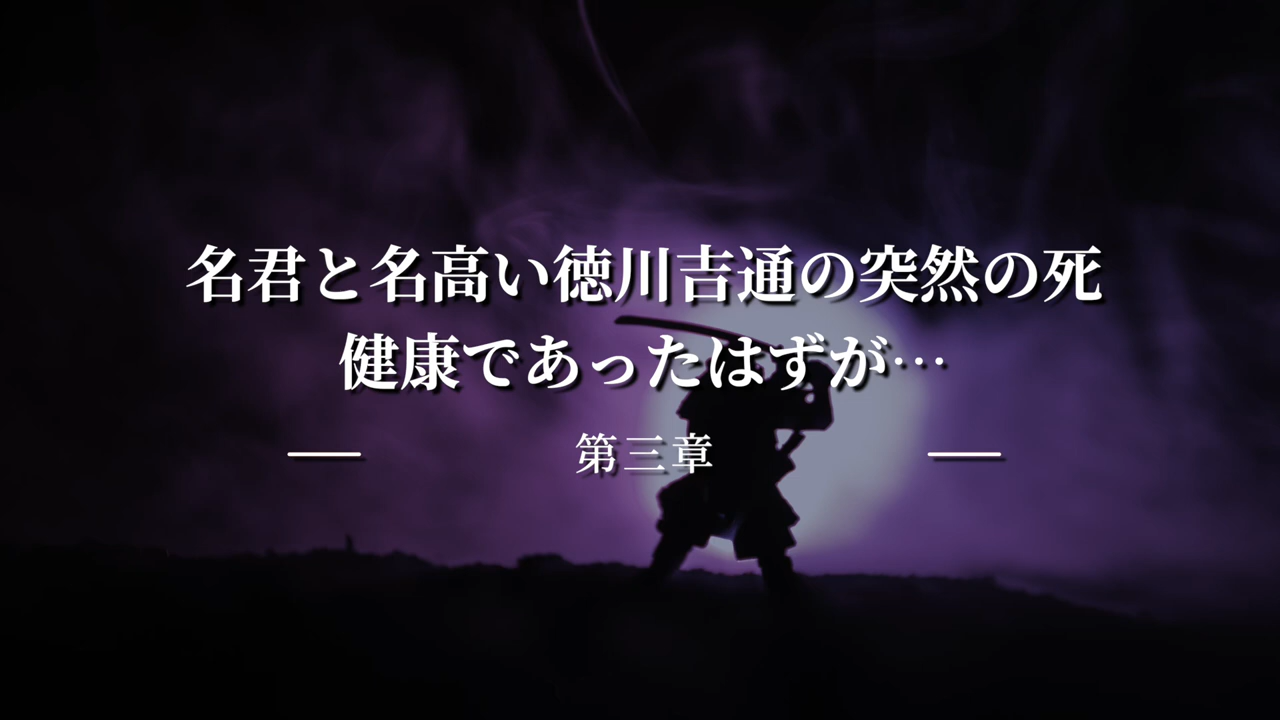 名君と名高い徳川吉通の突然の死
健康であったはずが…
第三章